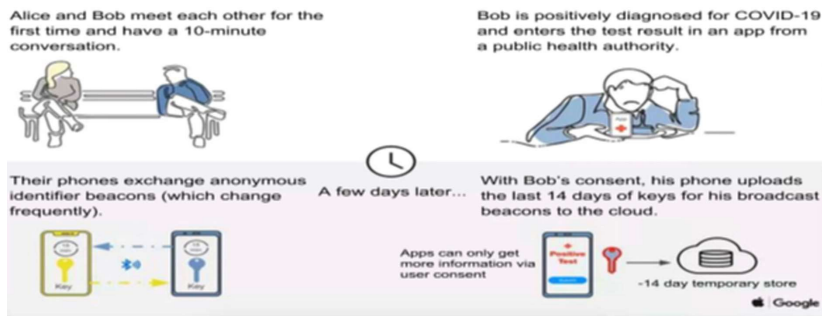 Alice and Bob meet each other for the
first time and have a 10-minute
conversation.
Bob is positively diagnosed for COVID-19
and enters the test result in an app from
a public health authority.
App
Their phones exchange anonymous
identifier beacons (which change
frequently).
A few days later...
With Bob's consent, his phone uploads
the last 14 days of keys for his broadcast
beacons to the cloud.
Apps can only get
more information via
user consent
Key
Key
Positive
Test
~14 day temporary store
Google